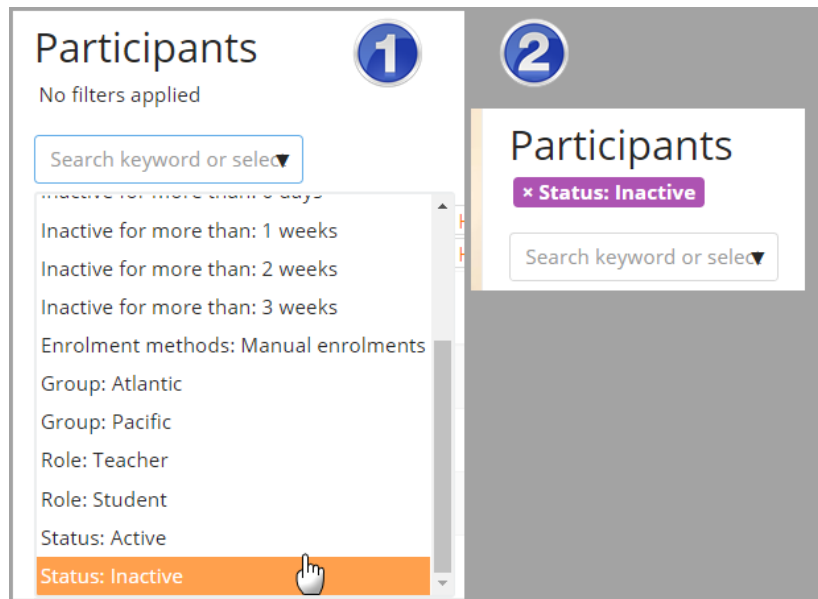 Participants
1
No filters applied
Search keyword or selec
Inactive for more than: 1 weeks
Inactive for more than: 2 weeks
Inactive for more than: 3 weeks
Enrolment methods: Manual enrolments
Group: Atlantic
Group: Pacific
Role: Teacher
Role: Student
Status: Active
Status: Inactive
2
Participants
× Status: Inactive
Search keyword or selec